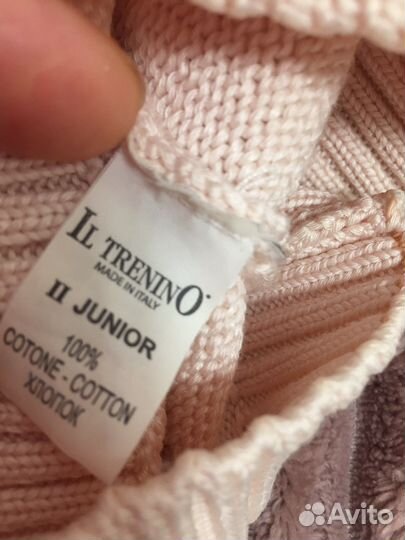 IL TRENINO
MADE IN ITALY
II JUNIOR
100%
COTONE - COTTON
ХЛОПОК
Avito